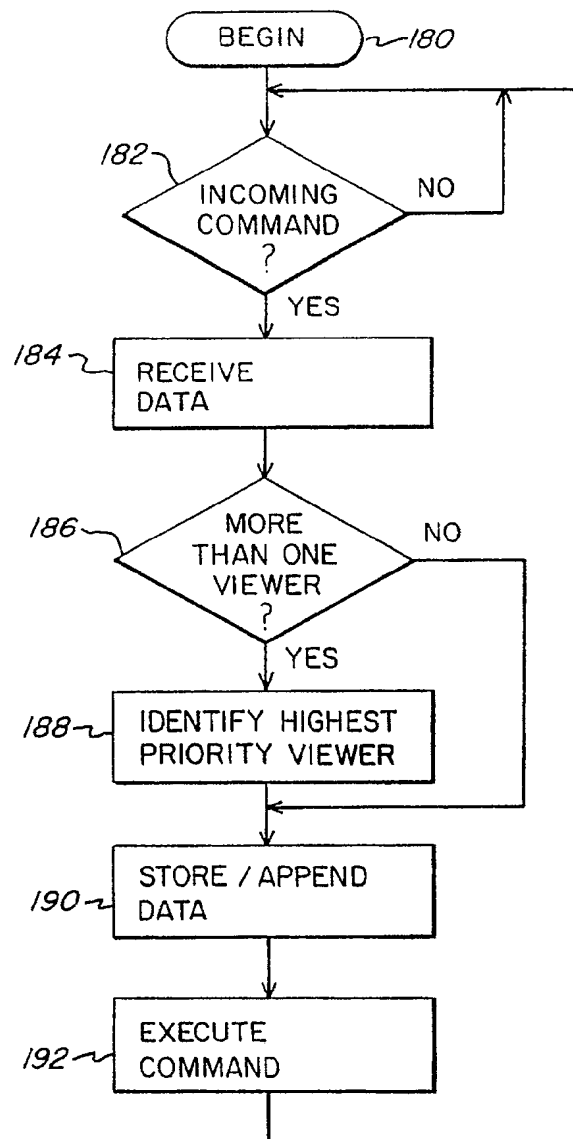 BEGIN
180
182
INCOMING
COMMAND
?
NO
YES
184
RECEIVE
DATA
186
MORE
THAN ONE
VIEWER
?
NO
YES
188
IDENTIFY HIGHEST
PRIORITY VIEWER
190
STORE / APPEND
DATA
192
EXECUTE
COMMAND